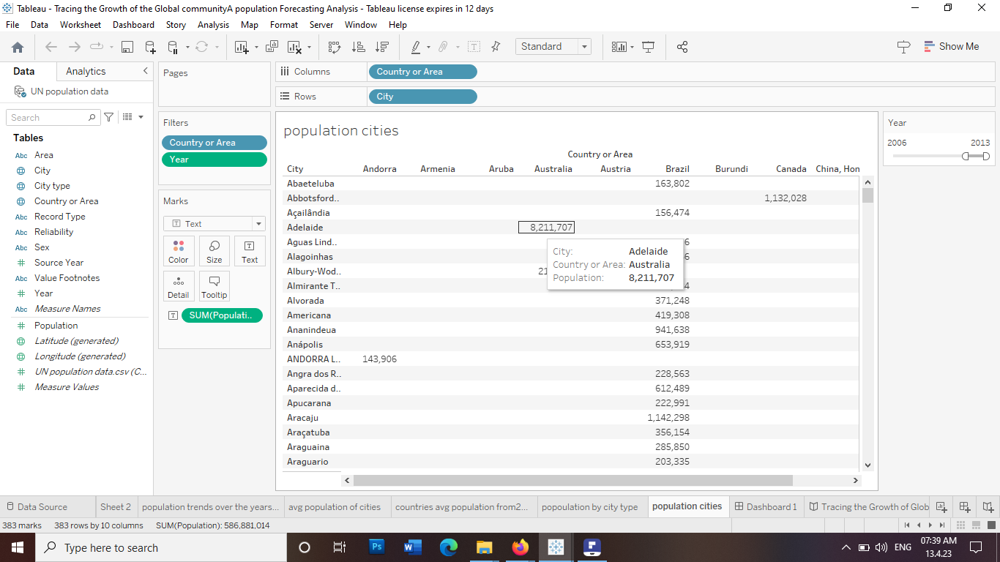 Tableau - Tracing the Growth of the Global communityA population Forecasting Analysis - Tableau license expires in 12 days
File Data Worksheet Dashboard Story Analysis Map Format Server Window Help
Standard
Show Me
Data Analytics
UN population data
Search
Tables
Abc Area
City
City type
Country or Area
Abc Record Type
Abc Reliability
Abc Sex
Source Year
Abc Value Footnotes
Year
Abc Measure Names
Population
Latitude (generated)
Longitude (generated)
UN population data.csv (C...
Measure Values
Pages
Filters
Country or Area
Year
Marks
Text
Color Size Text
Detail Tooltip
SUM(Populati..
Columns Country or Area
Rows City
population cities
Country or Area
City Andorra Armenia Aruba Australia Austria Brazil Burundi Canada China, Hon
Abaeteluba 163,802
Abbotsford.. 1,132,028
Açailândia 156,474
Adelaide 8,211,707
Aguas Lind.. 6
Alagoinhas 6
Albury-Wod.. 21
Almirante T.. 4
Alvorada 371,248
Americana 419,308
Ananindeua 941,638
Anápolis 653,919
ANDORRA L.. 143,906
Angra dos R.. 228,563
Aparecida d.. 612,489
Apucarana 222,991
Aracaju 1,142,298
Araçatuba 356,154
Araguaina 285,850
Araguario 203,335
City: Adelaide
Country or Area: Australia
Population: 8,211,707
Year
2006 2013
Data Source Sheet 2 population trends over the years... avg population of cities countries avg population from2... popoulation by city type population cities Dashboard 1 Tracing the Growth of Glob
383 marks 383 rows by 10 columns SUM(Population): 586,881,014
Type here to search
Ps
W
ENG
07:39 AM
13.4.23